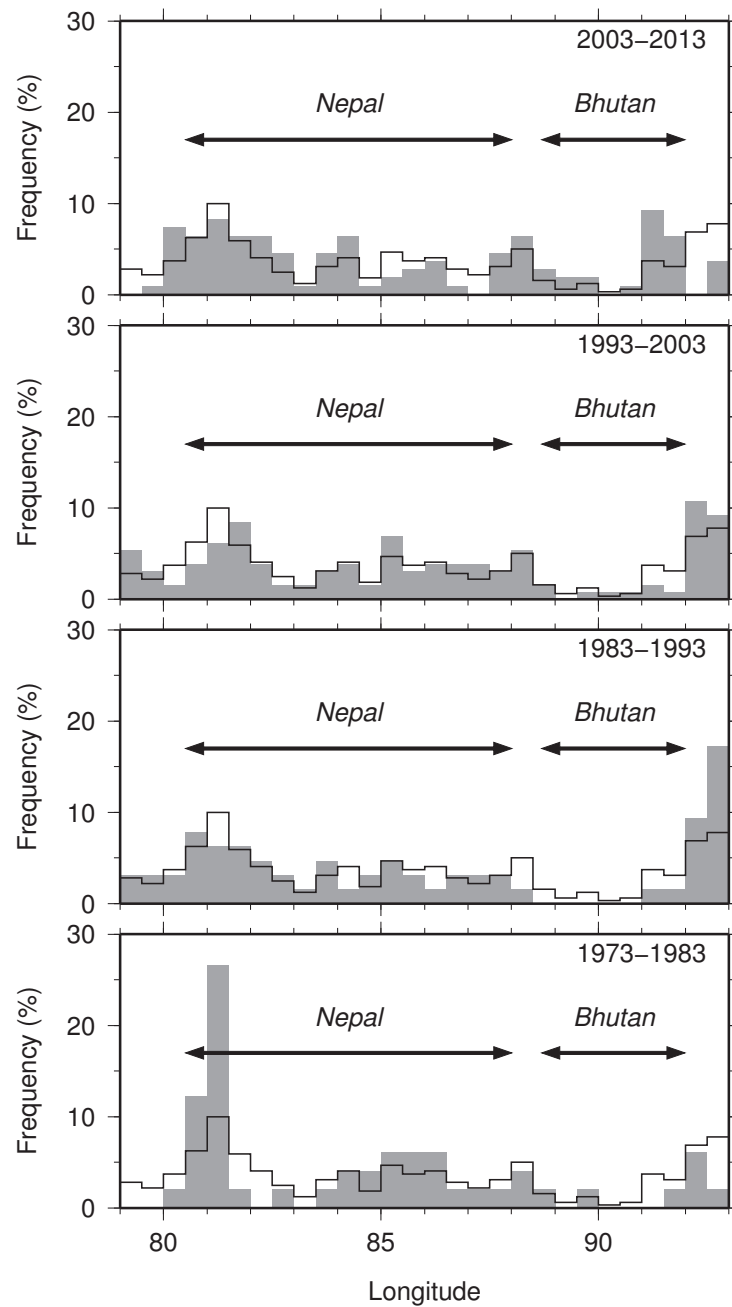 30
2003−2013
20
Nepal Bhutan
10
0
Frequency (%)
30
1993−2003
20
Nepal Bhutan
10
0
Frequency (%)
30
1983−1993
20
Nepal Bhutan
10
0
Frequency (%)
30
1973−1983
20
Nepal Bhutan
10
0
Frequency (%)
80 85 90
Longitude